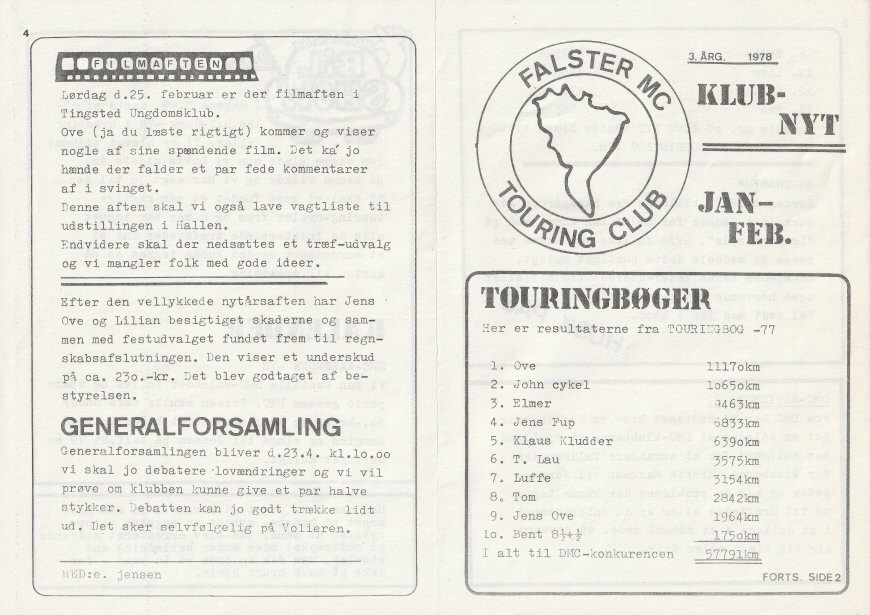 4
FILMAFTEN
Lørdag d.25. februar er der filmaften i
Tingsted Ungdomsklub.
Ove (ja du læste rigtigt) kommer og viser
nogle af sine spændende film. Det ka' jo
hænde der falder et par fede kommentarer
af i svinget.
Denne aften skal vi også lave vagtliste til
udstillingen i Hallen.
Endvidere skal der nedsættes et træf-udvalg
og vi mangler folk med gode ideer.
Efter den vellykkede nytårsaften har Jens
Ove og Lilian besigtiget skaderne og sam-
men med festudvalget fundet frem til regn-
skabsafslutningen. Den viser et underskud
på ca. 23o.-kr. Det blev godtaget af be-
styrelsen.
GENERALFORSAMLING
Generalforsamlingen bliver d.23.4. kl.1o.oo
vi skal jo debatere lovændringer og vi vil
prøve om klubben kunne give et par halve
stykker. Debatten kan jo godt trække lidt
ud. Det sker selvfølgelig på Volieren.
RED:e. jensen
FALSTER MC
TOURING CLUB
3. ÅRG. 1978
KLUB-
NYT
JAN-
FEB.
TOURINGBØGER
Her er resultaterne fra TOURINGBOG -77
1. Ove 1117okm
2. John cykel 1o65okm
3. Elmer 9463km
4. Jens Fup 6833km
5. Klaus Kludder 639okm
6. T. Lau 3575km
7. Luffe 3154km
8. Tom 2842km
9. Jens Ove 1964km
1o. Bent 8½+½ 175okm
I alt til DMC-konkurencen 57791km
FORTS. SIDE 2